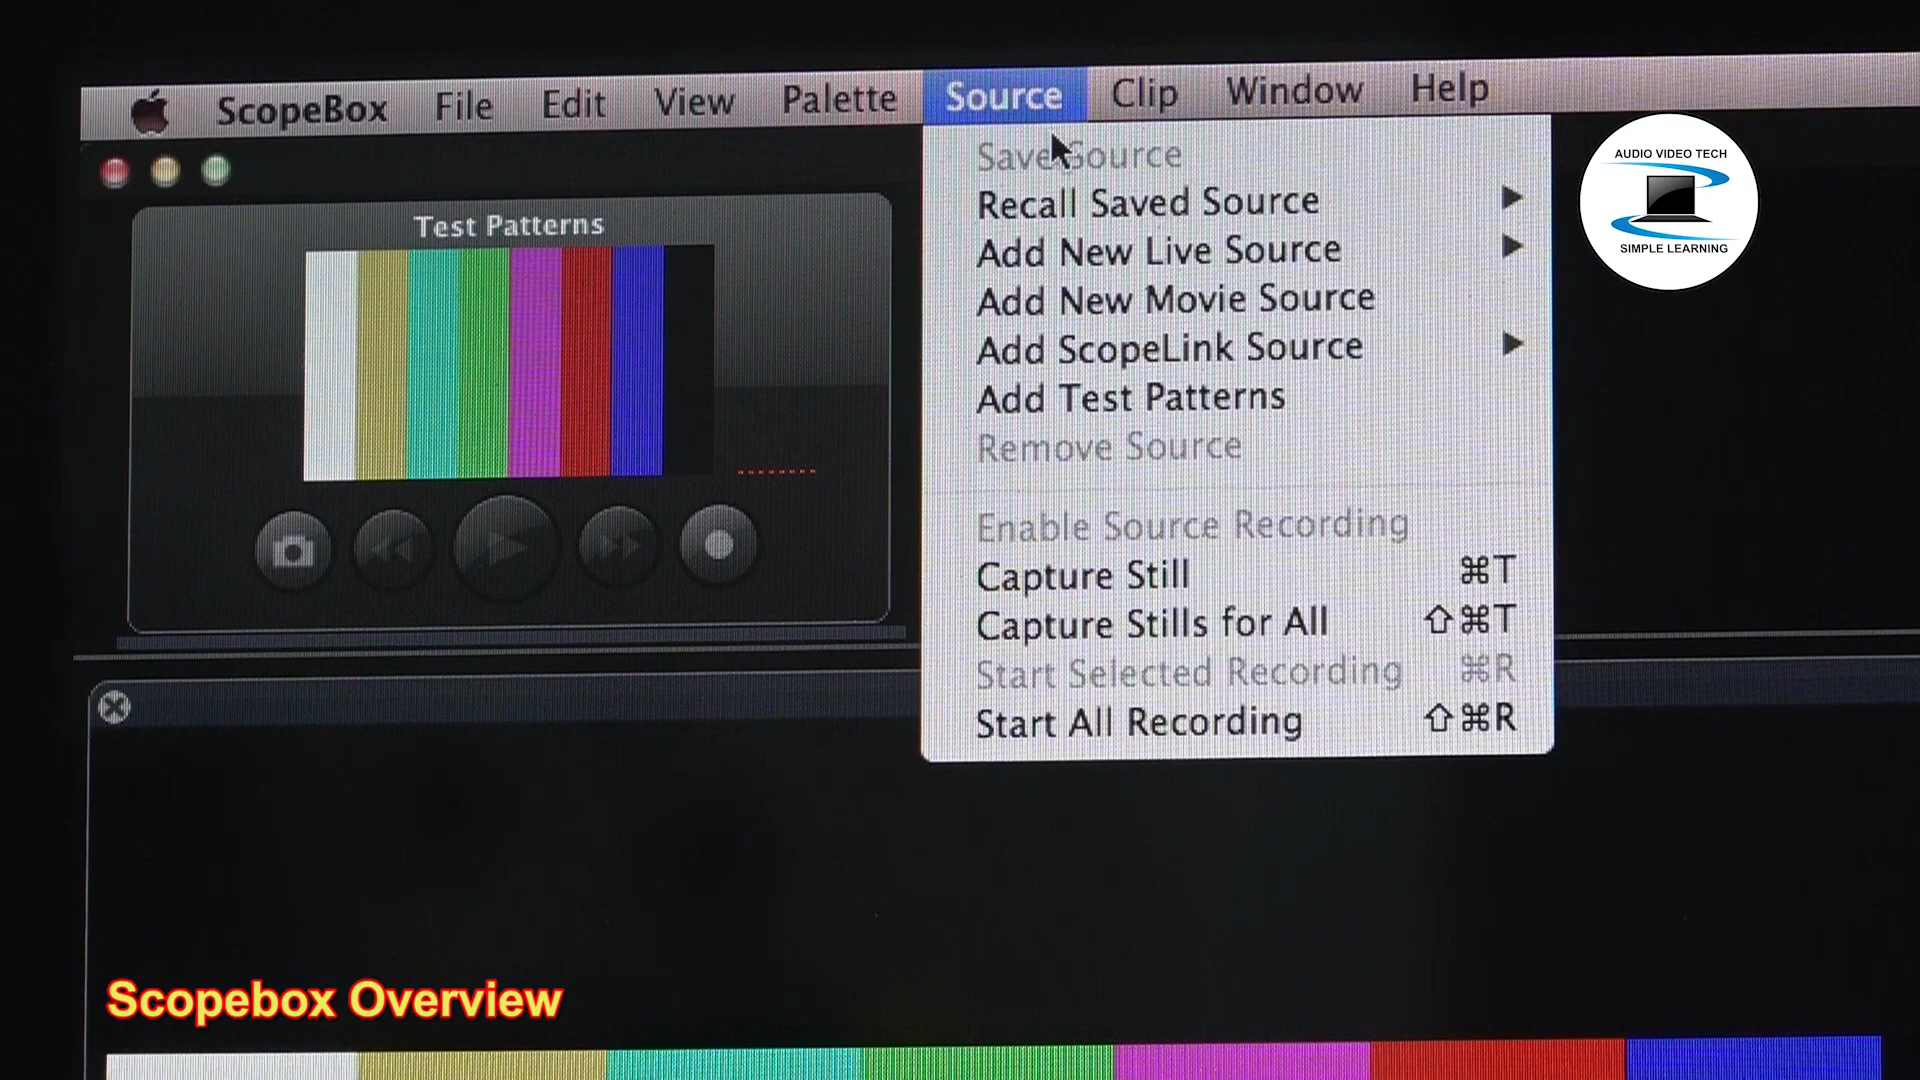 ScopeBox File Edit View Palette Source Clip Window Help
Save Source
Recall Saved Source
Add New Live Source
Add New Movie Source
Add ScopeLink Source
Add Test Patterns
Remove Source
Enable Source Recording
Capture Still ⌘T
Capture Stills for All ⇧⌘T
Start Selected Recording ⌘R
Start All Recording ⇧⌘R
Test Patterns
AUDIO VIDEO TECH
SIMPLE LEARNING
Scopebox Overview